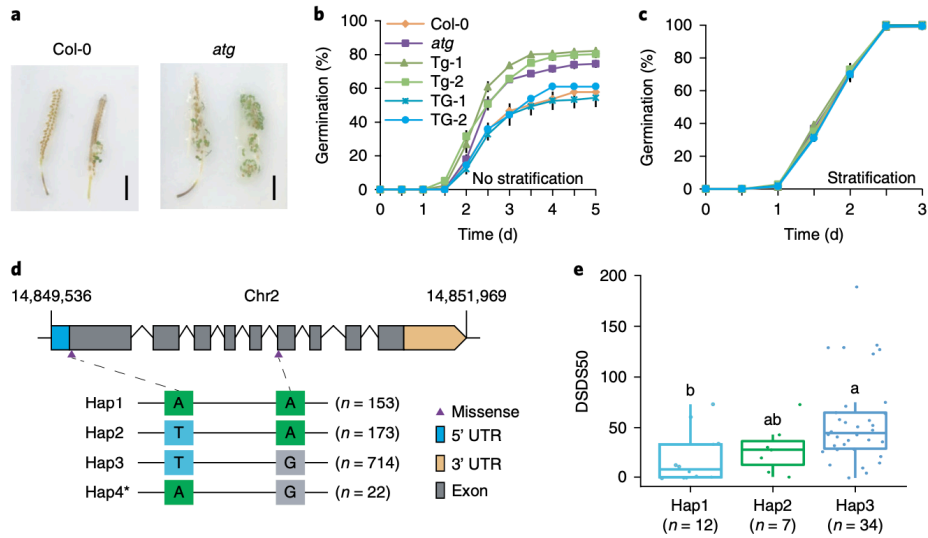 a
Col-0
atg
b
Germination (%)
100
80
60
40
20
0
Col-0
atg
Tg-1
Tg-2
TG-1
TG-2
No stratification
0 1 2 3 4 5
Time (d)
c
Germination (%)
100
80
60
40
20
0
Stratification
0 1 2 3
Time (d)
d
14,849,536
Chr2
14,851,969
Hap1 A A (n = 153)
Hap2 T A (n = 173)
Hap3 T G (n = 714)
Hap4* A G (n = 22)
Missense
5' UTR
3' UTR
Exon
e
DSDS50
200
150
100
50
0
b
ab
a
Hap1 Hap2 Hap3
(n = 12) (n = 7) (n = 34)